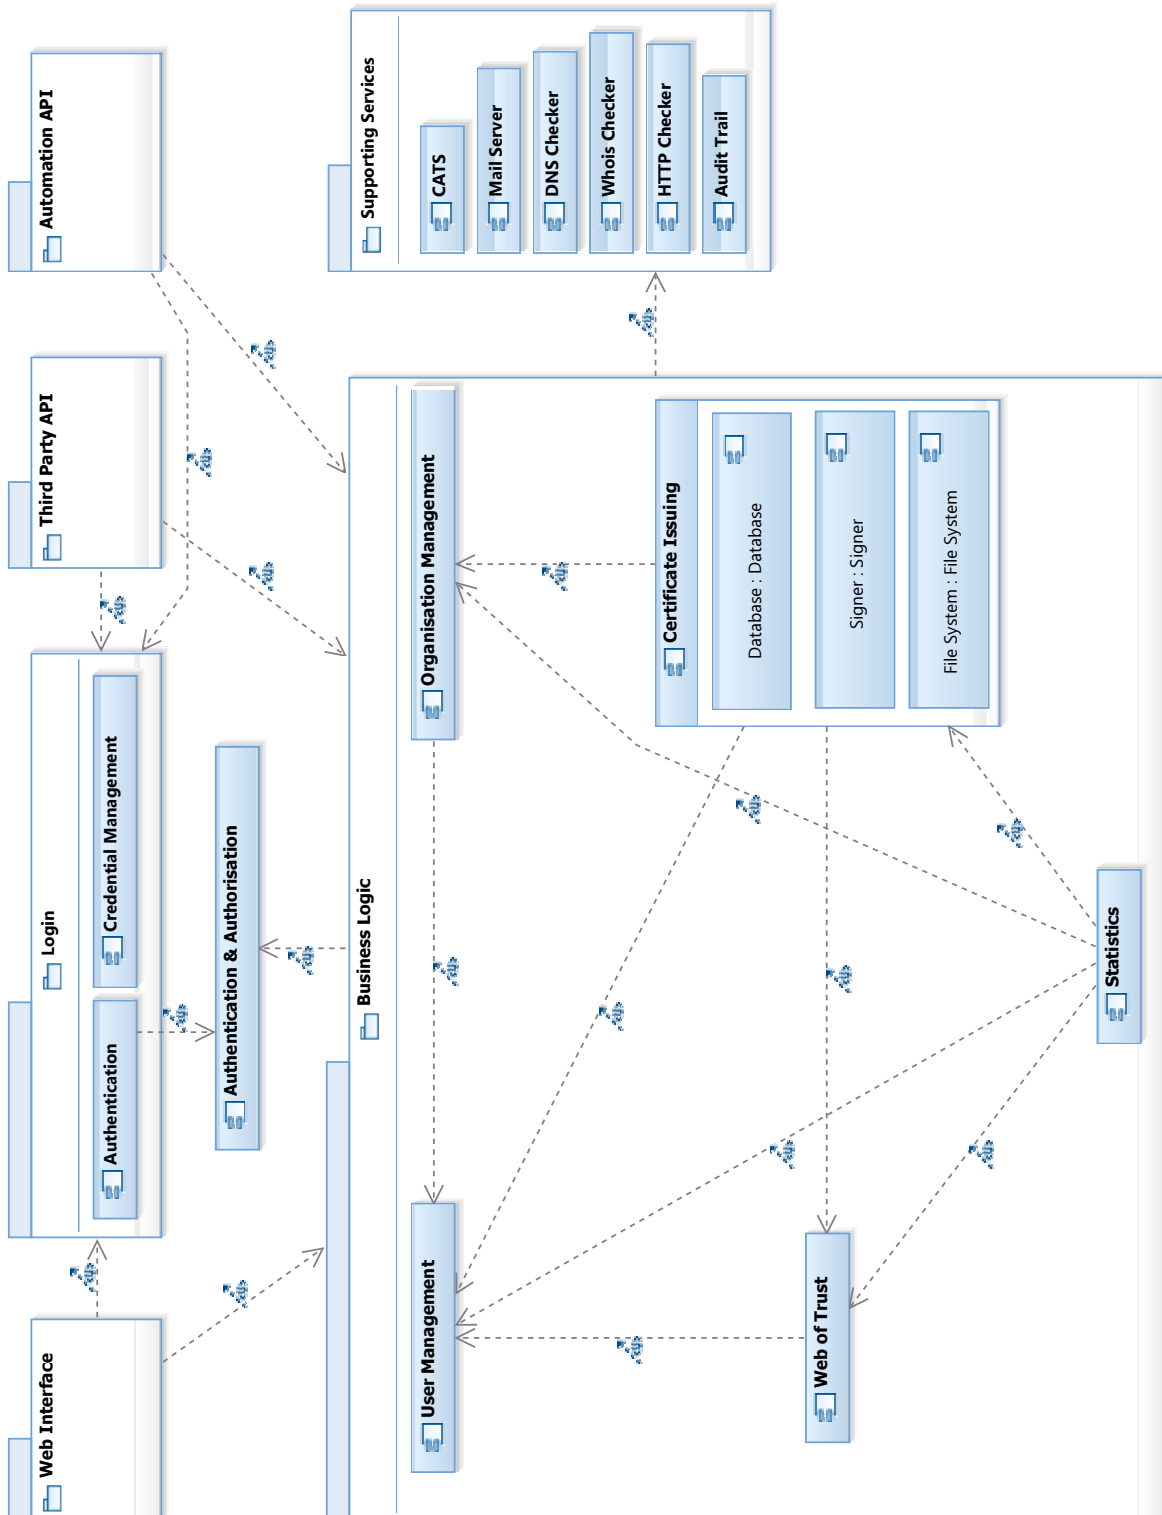 Web Interface
Login
Authentication
Credential Management
Third Party API
Automation API
Authentication & Authorisation
Business Logic
User Management
Organisation Management
Web of Trust
Statistics
Certificate Issuing
Database : Database
Signer : Signer
File System : File System
Supporting Services
CATS
Mail Server
DNS Checker
Whois Checker
HTTP Checker
Audit Trail